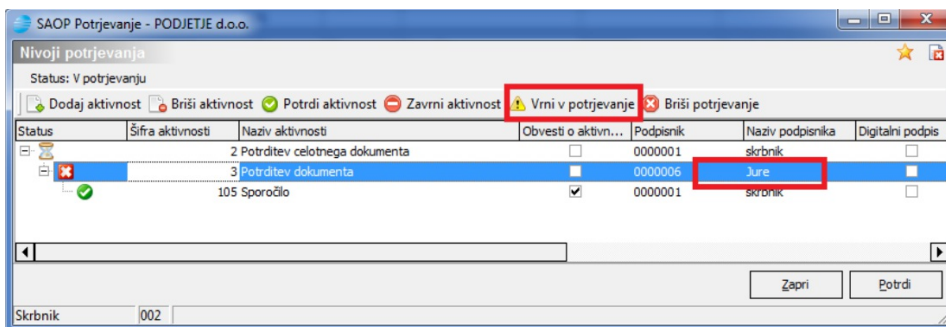 SAOP Potrjevanje - PODJETJE d.o.o.
Nivoji potrjevanja
Status: V potrjevanju
Dodaj aktivnost Briši aktivnost Potrdi aktivnost Zavrni aktivnost Vrni v potrjevanje Briši potrjevanje
Status Šifra aktivnosti Naziv aktivnosti Obvesti o aktivn... Podpisnik Naziv podpisnika Digitalni podpis
2 Potrditev celotnega dokumenta 0000001 skrbnik
3 Potrditev dokumenta 0000006 Jure
105 Sporočilo 0000001 skrbnik
Zapri Potrdi
Skrbnik 002